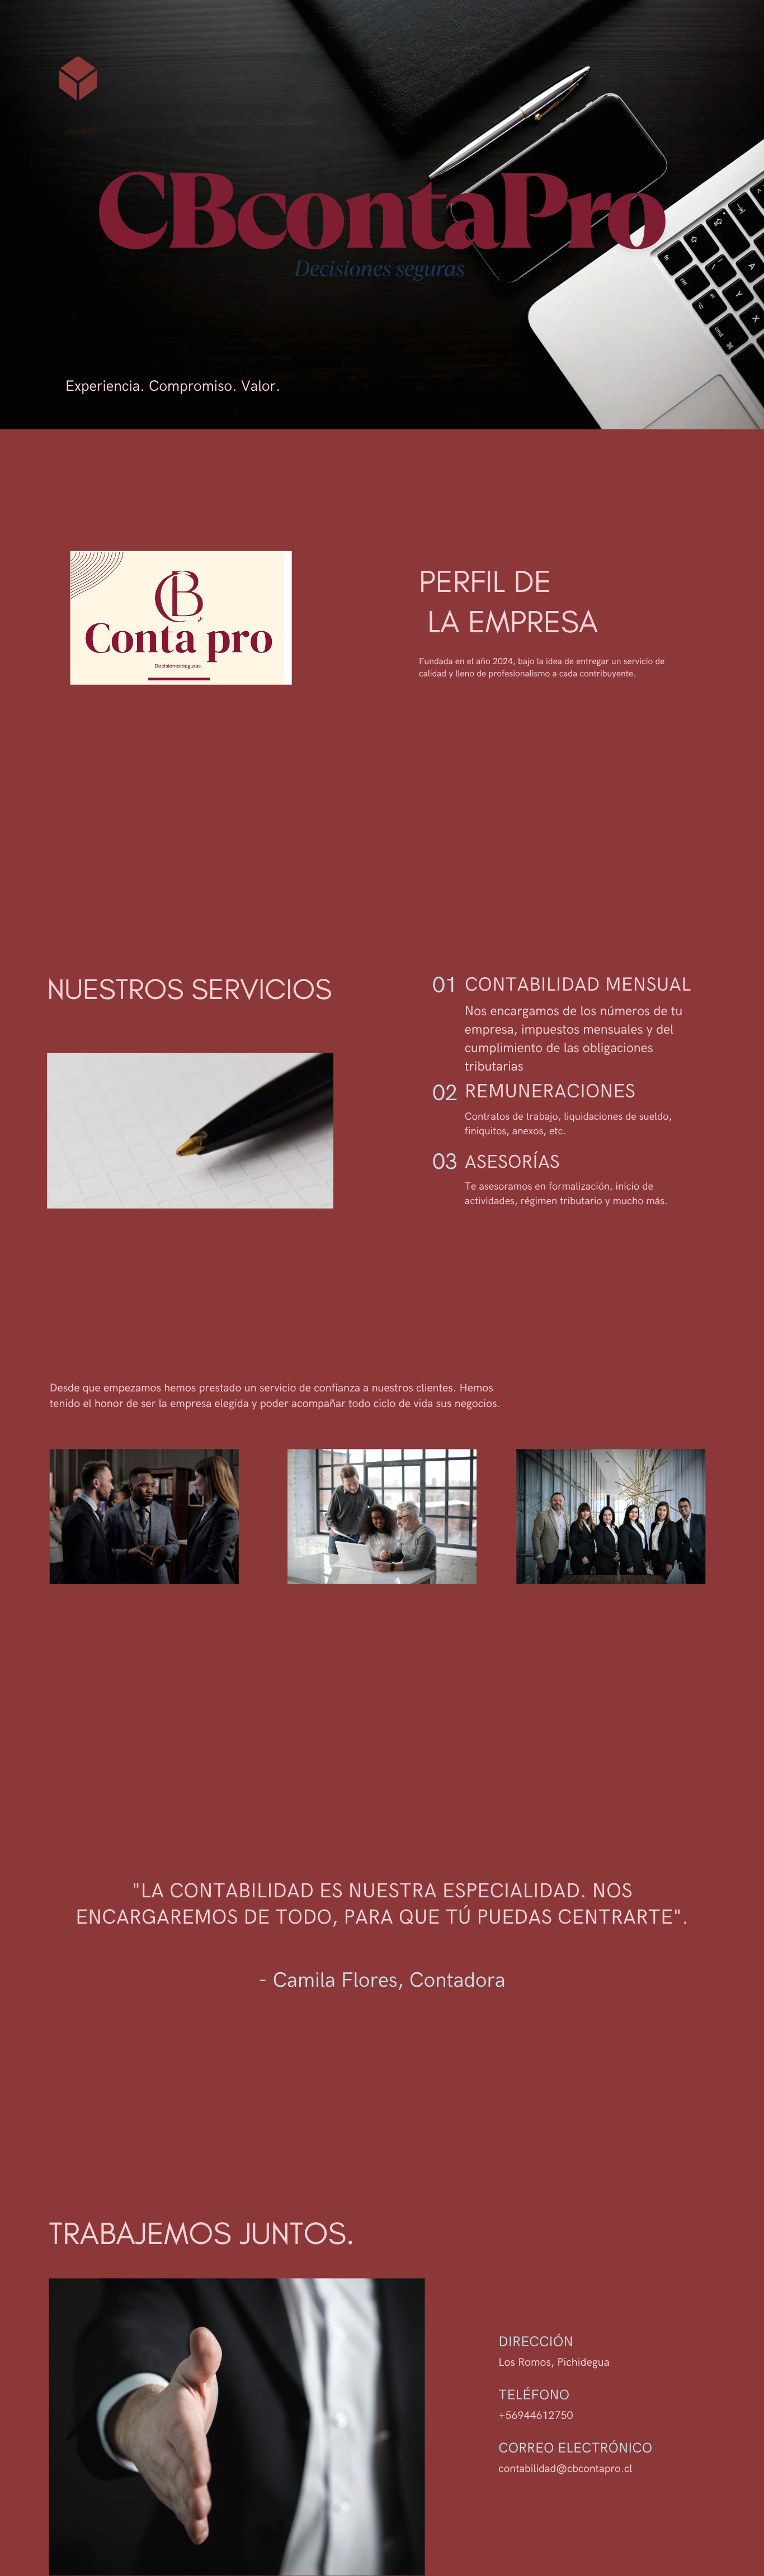 CBcontaPro
Decisiones seguras
Experiencia. Compromiso. Valor.
CB
Conta pro
Decisiones seguras.
PERFIL DE
LA EMPRESA
Fundada en el año 2024, bajo la idea de entregar un servicio de
calidad y lleno de profesionalismo a cada contribuyente.
NUESTROS SERVICIOS
01 CONTABILIDAD MENSUAL
Nos encargamos de los números de tu
empresa, impuestos mensuales y del
cumplimiento de las obligaciones
tributarias
02 REMUNERACIONES
Contratos de trabajo, liquidaciones de sueldo,
finiquitos, anexos, etc.
03 ASESORÍAS
Te asesoramos en formalización, inicio de
actividades, régimen tributario y mucho más.
Desde que empezamos hemos prestado un servicio de confianza a nuestros clientes. Hemos
tenido el honor de ser la empresa elegida y poder acompañar todo ciclo de vida sus negocios.
"LA CONTABILIDAD ES NUESTRA ESPECIALIDAD. NOS
ENCARGAREMOS DE TODO, PARA QUE TÚ PUEDAS CENTRARTE".
- Camila Flores, Contadora
TRABAJEMOS JUNTOS.
DIRECCIÓN
Los Romos, Pichidegua
TELÉFONO
+56944612750
CORREO ELECTRÓNICO
contabilidad@cbcontapro.cl